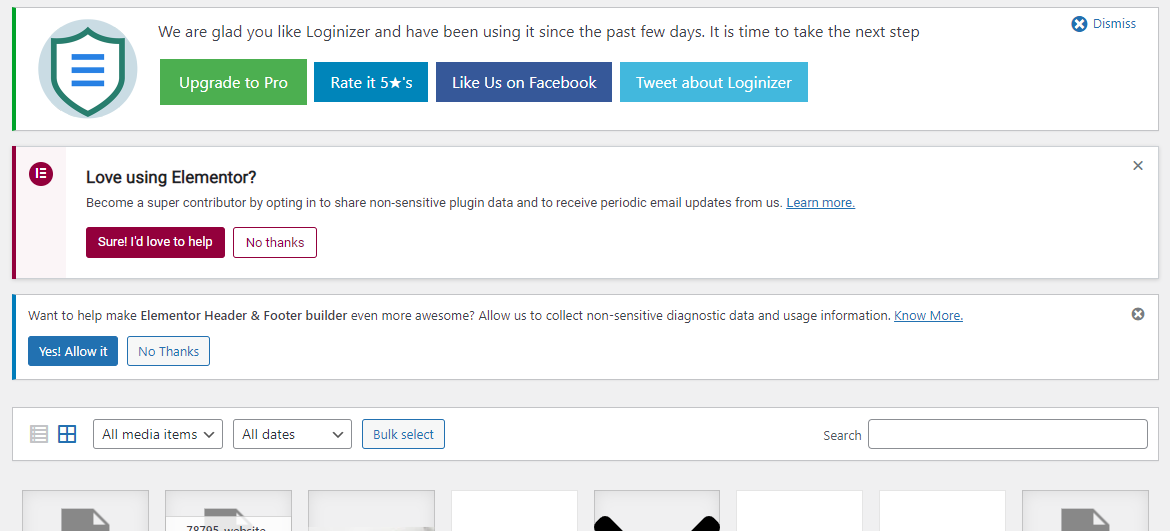 We are glad you like Loginizer and have been using it since the past few days. It is time to take the next step
Dismiss
Upgrade to Pro
Rate it 5★'s
Like Us on Facebook
Tweet about Loginizer
Love using Elementor?
Become a super contributor by opting in to share non-sensitive plugin data and to receive periodic email updates from us. Learn more.
Sure! I'd love to help
No thanks
Want to help make Elementor Header & Footer builder even more awesome? Allow us to collect non-sensitive diagnostic data and usage information. Know More.
Yes! Allow it
No Thanks
All media items
All dates
Bulk select
Search
78795-website